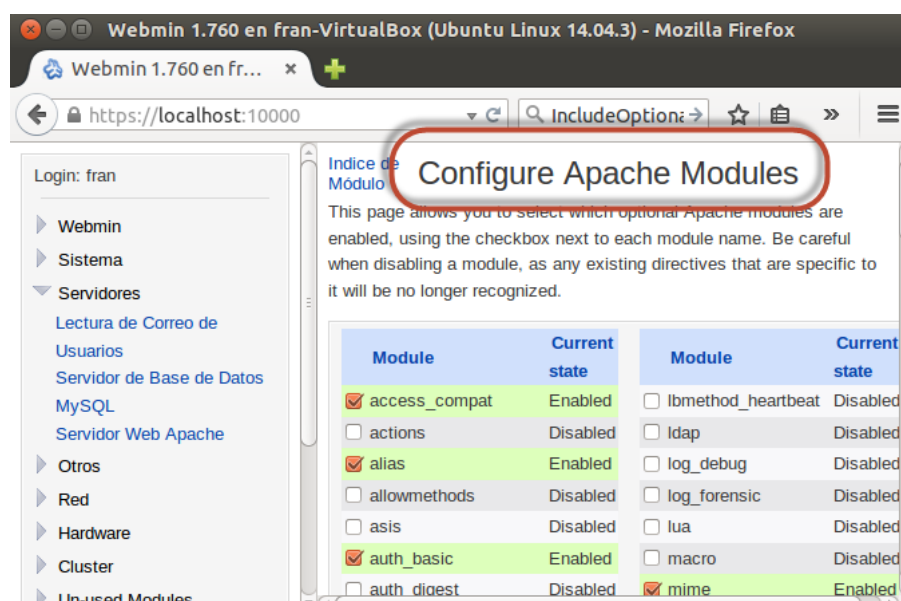 Webmin 1.760 en fran-VirtualBox (Ubuntu Linux 14.04.3) - Mozilla Firefox
Webmin 1.760 en fr...
https://localhost:10000
IncludeOptiona
Login: fran
Webmin
Sistema
Servidores
Lectura de Correo de
Usuarios
Servidor de Base de Datos
MySQL
Servidor Web Apache
Otros
Red
Hardware
Cluster
Un-used Modules
Indice de
Módulo
Configure Apache Modules
This page allows you to select which optional Apache modules are
enabled, using the checkbox next to each module name. Be careful
when disabling a module, as any existing directives that are specific to
it will be no longer recognized.
Module Current state Module Current state
access_compat Enabled lbmethod_heartbeat Disabled
actions Disabled ldap Disabled
alias Enabled log_debug Disabled
allowmethods Disabled log_forensic Disabled
asis Disabled lua Disabled
auth_basic Enabled macro Disabled
auth_digest Disabled mime Enabled